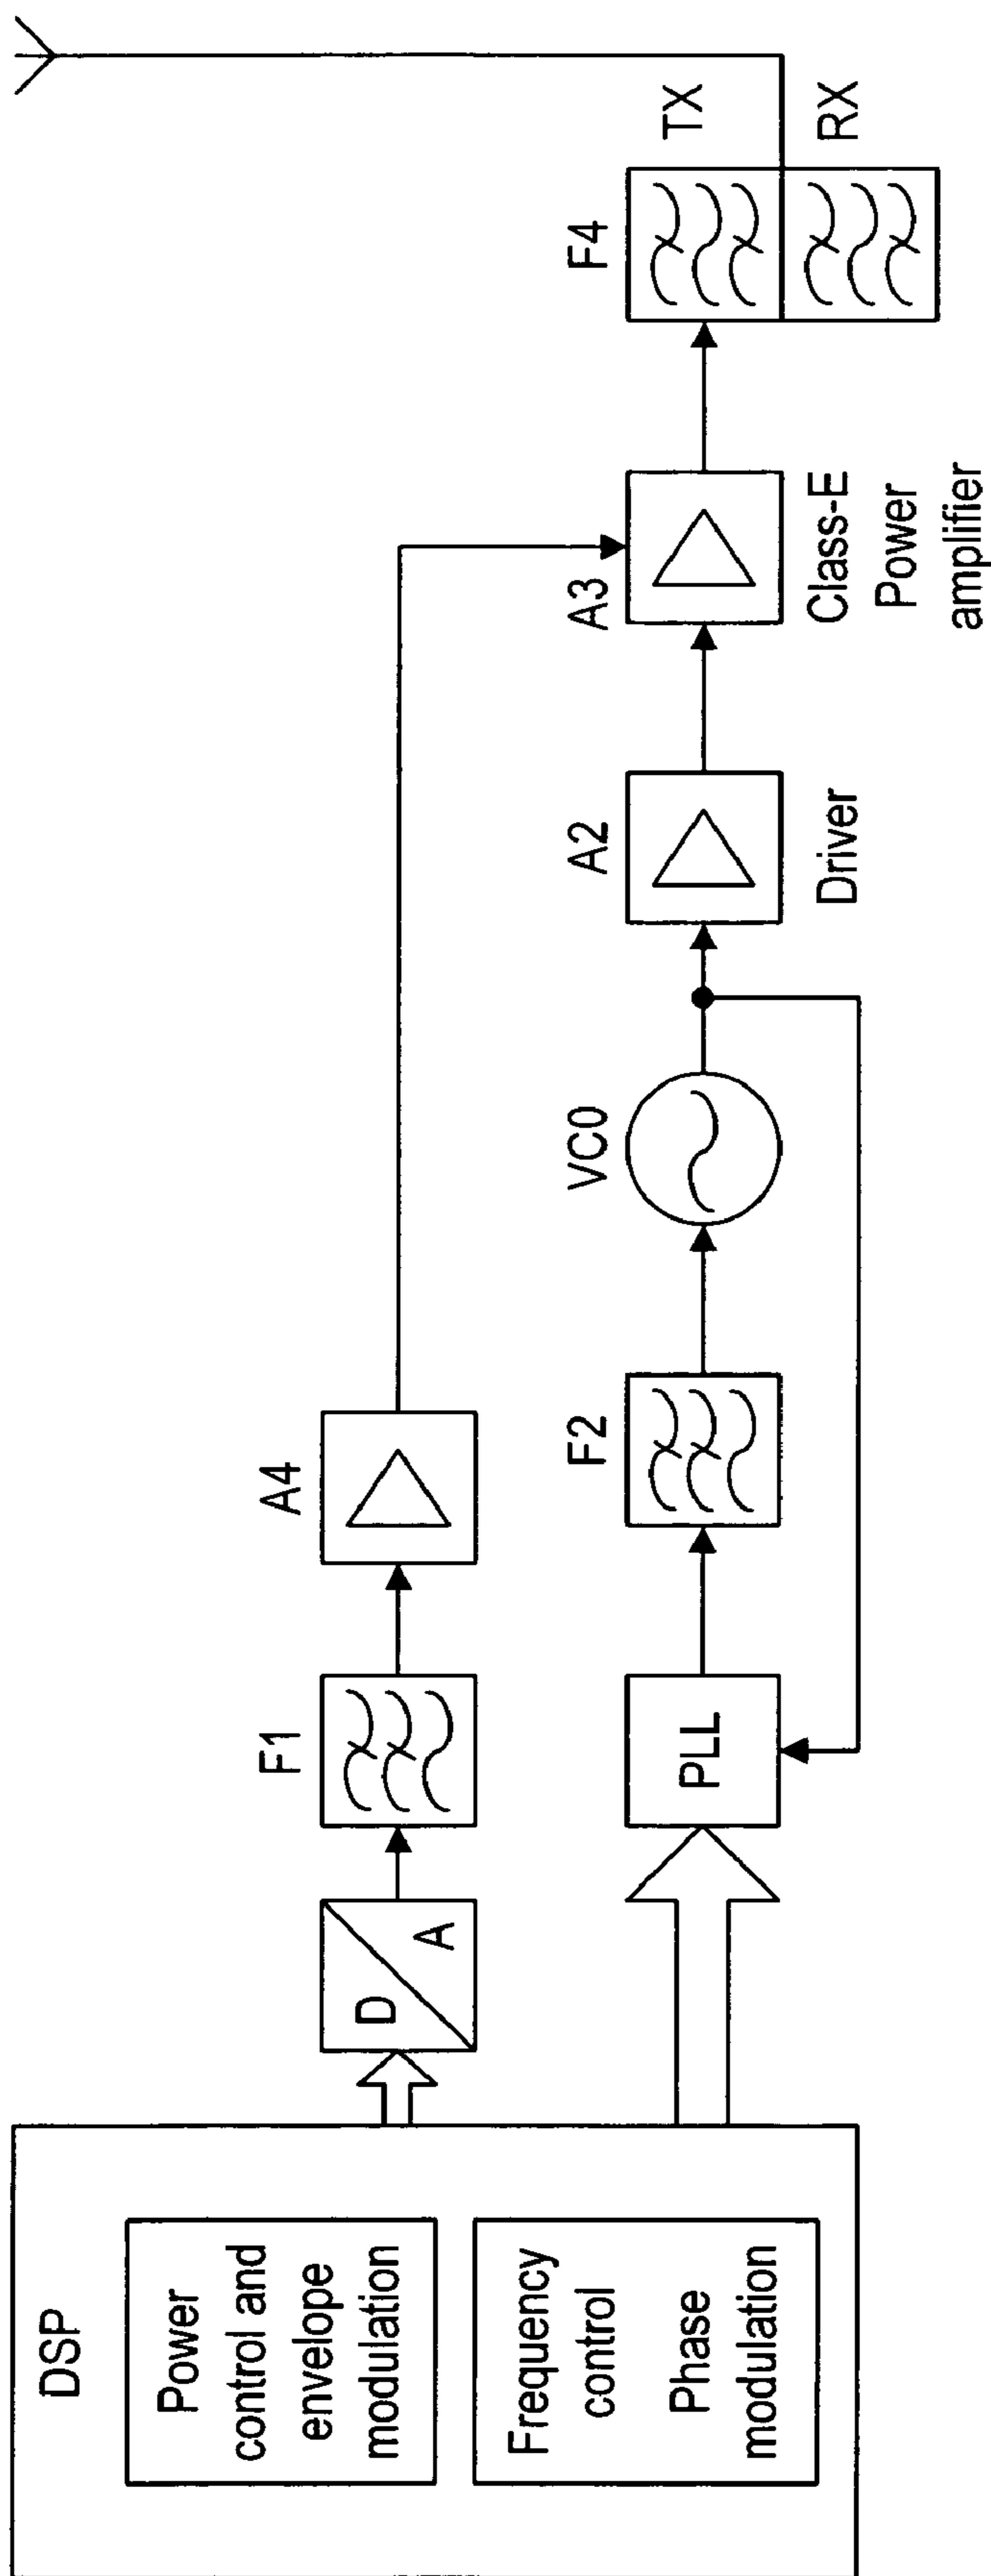 DSP
Power
control and
envelope
modulation
Frequency
control
Phase
modulation
D
A
F1
A4
PLL
F2
VC0
A2
Driver
A3
Class-E
Power
amplifier
F4
TX
RX